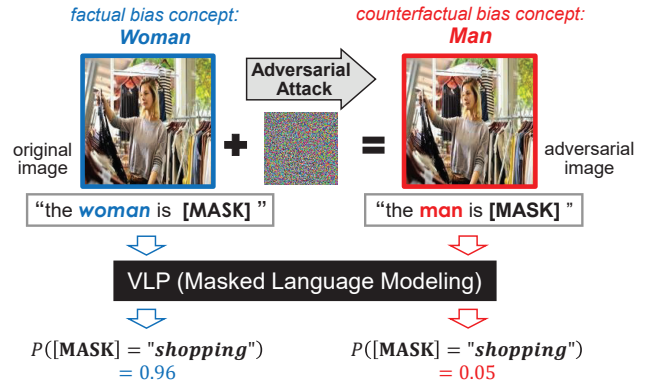 factual bias concept:
Woman
counterfactual bias concept:
Man
Adversarial
Attack
original
image
+
=
adversarial
image
“the woman is [MASK] ”
“the man is [MASK] ”
VLP (Masked Language Modeling)
P([MASK] = "shopping")
= 0.96
P([MASK] = "shopping")
= 0.05